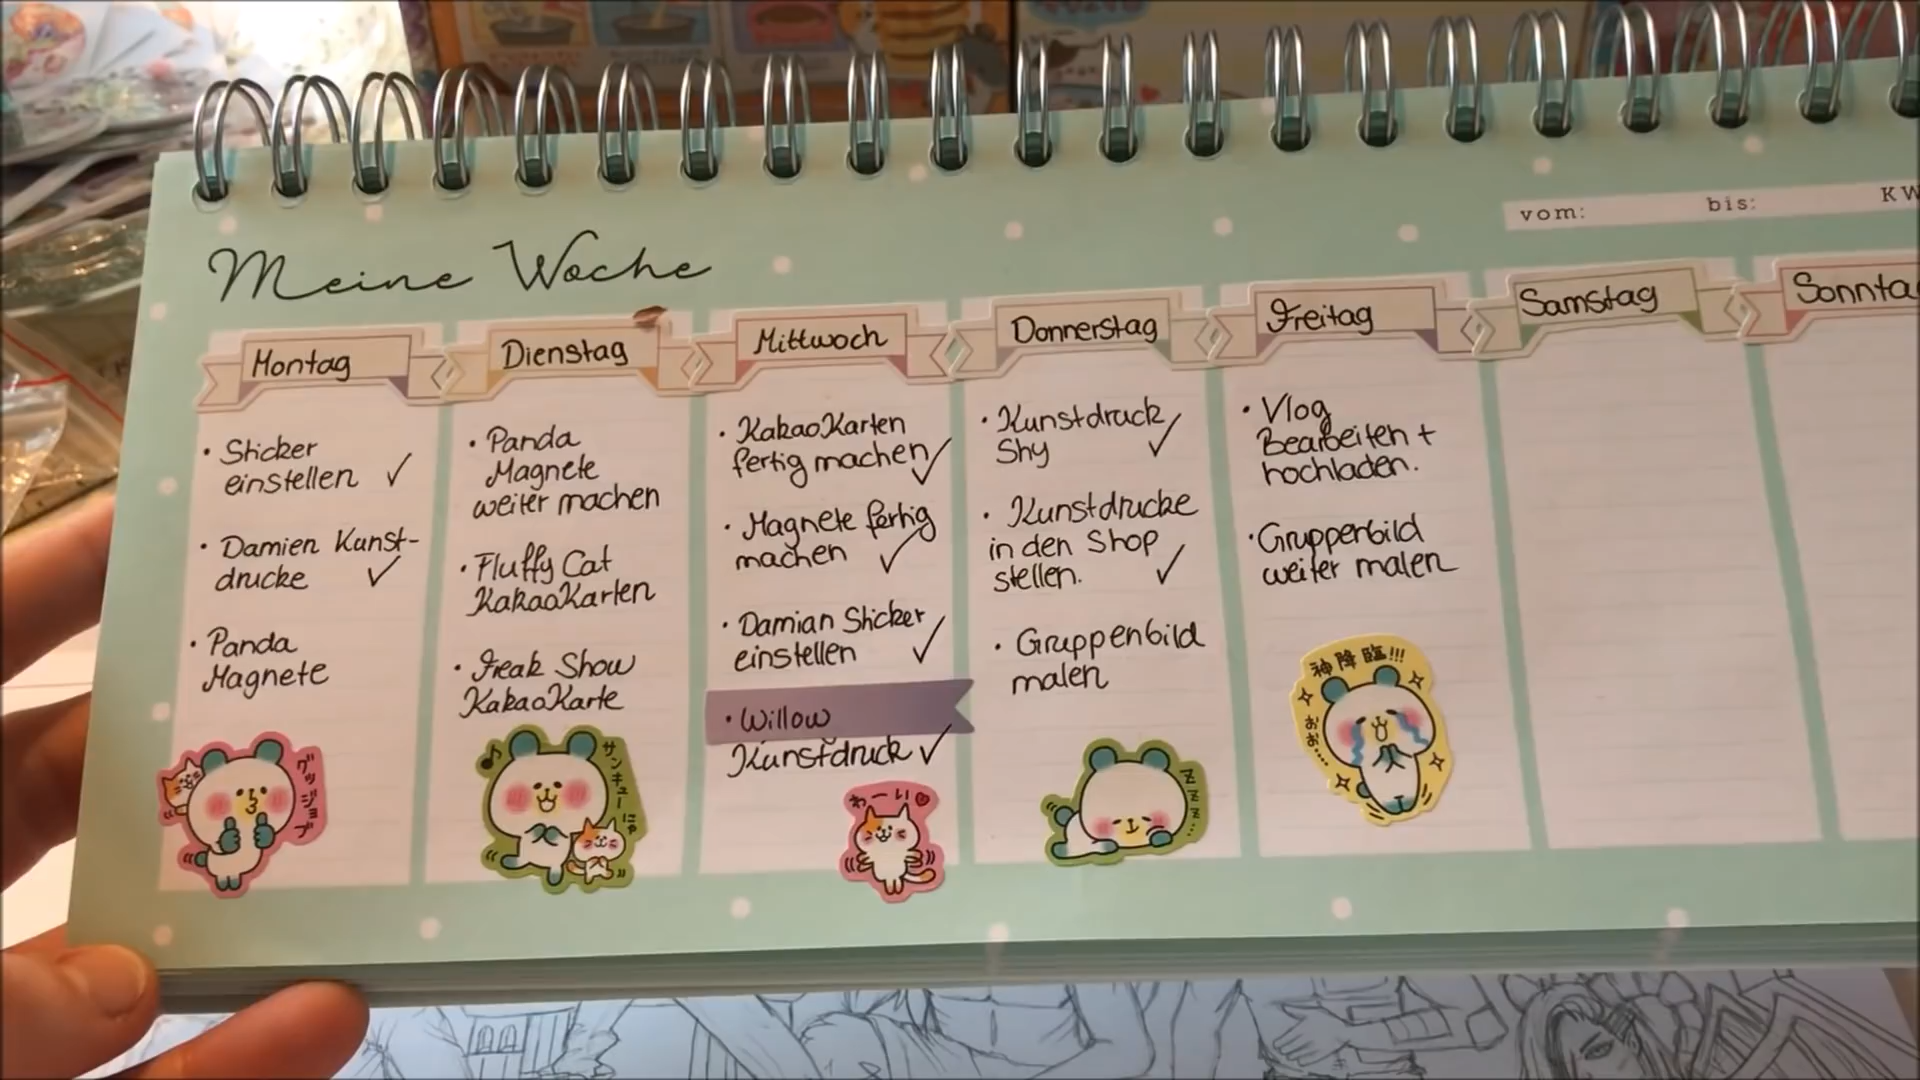 vom: bis: KW
Meine Woche
Montag
• Sticker
einstellen ✓
• Damien Kunst-
drucke ✓
• Panda
Magnete
グッジョブ
Dienstag
• Panda
Magnete
weiter machen
• Fluffy Cat
KakaoKarten
• Freak Show
KakaoKarte
サンキューにゃ
Mittwoch
• KakaoKarten
fertig machen ✓
• Magnete fertig
machen ✓
• Damian Sticker
einstellen ✓
• Willow
Kunstdruck ✓
わーい
Donnerstag
• Kunstdruck
Shy ✓
• Kunstdrucke
in den Shop
stellen. ✓
• Gruppenbild
malen
ZZZ...
Freitag
• Vlog
Bearbeiten +
hochladen.
• Gruppenbild
weiter malen
神降臨!!!
おお....
Samstag
Sonnta